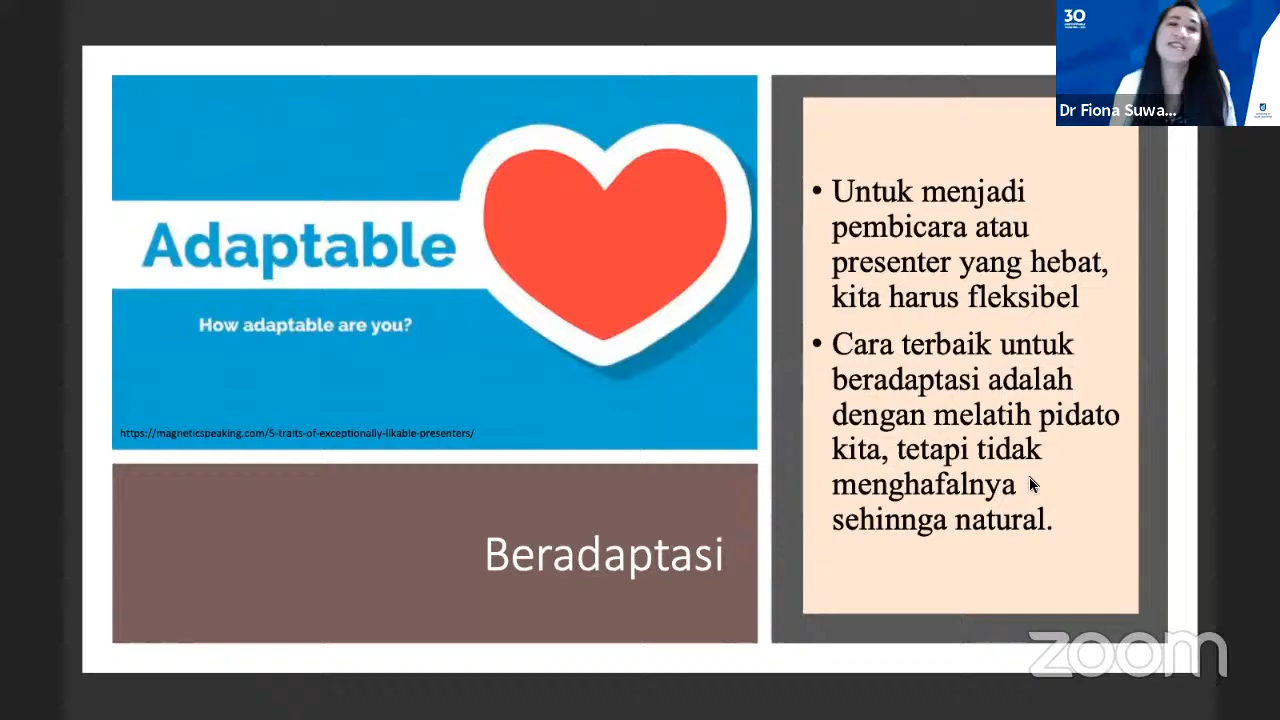 30
Dr Fiona Suwa...
Adaptable
How adaptable are you?
https://magneticspeaking.com/5-traits-of-exceptionally-likable-presenters/
Beradaptasi
• Untuk menjadi
pembicara atau
presenter yang hebat,
kita harus fleksibel
• Cara terbaik untuk
beradaptasi adalah
dengan melatih pidato
kita, tetapi tidak
menghafalnya
sehinnga natural.
zoom